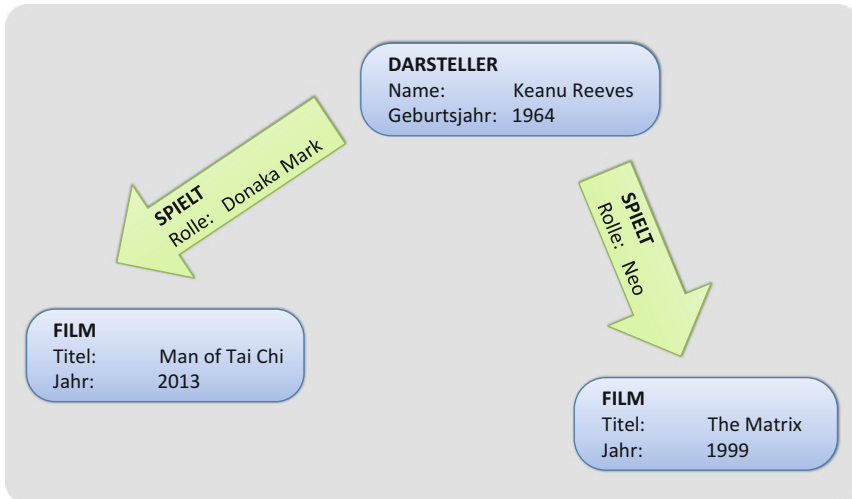 DARSTELLER
Name: Keanu Reeves
Geburtsjahr: 1964
SPIELT
Rolle: Donaka Mark
SPIELT
Rolle: Neo
FILM
Titel: Man of Tai Chi
Jahr: 2013
FILM
Titel: The Matrix
Jahr: 1999